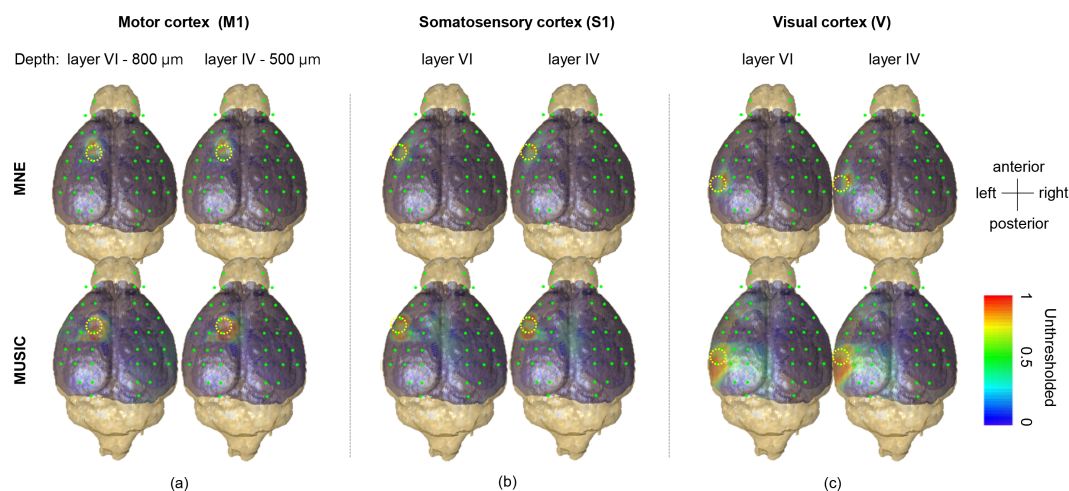 Motor cortex (M1)
Somatosensory cortex (S1)
Visual cortex (V)
Depth: layer VI - 800 µm
layer IV - 500 µm
layer VI
layer IV
layer VI
layer IV
MNE
anterior
left
right
posterior
MUSIC
1
0.5
0
Unthresholded
(a)
(b)
(c)